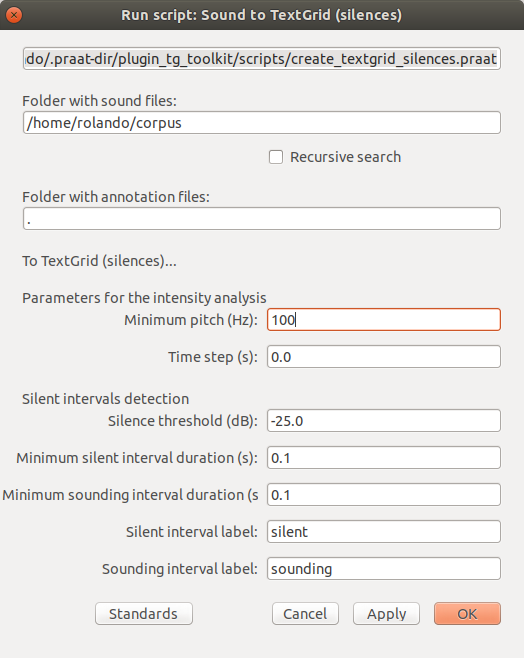 Run script: Sound to TextGrid (silences)
do/.praat-dir/plugin_tg_toolkit/scripts/create_textgrid_silences.praat
Folder with sound files:
/home/rolando/corpus
Recursive search
Folder with annotation files:
.
To TextGrid (silences)...
Parameters for the intensity analysis
Minimum pitch (Hz): 100
Time step (s): 0.0
Silent intervals detection
Silence threshold (dB): -25.0
Minimum silent interval duration (s): 0.1
Minimum sounding interval duration (s 0.1
Silent interval label: silent
Sounding interval label: sounding
Standards Cancel Apply OK